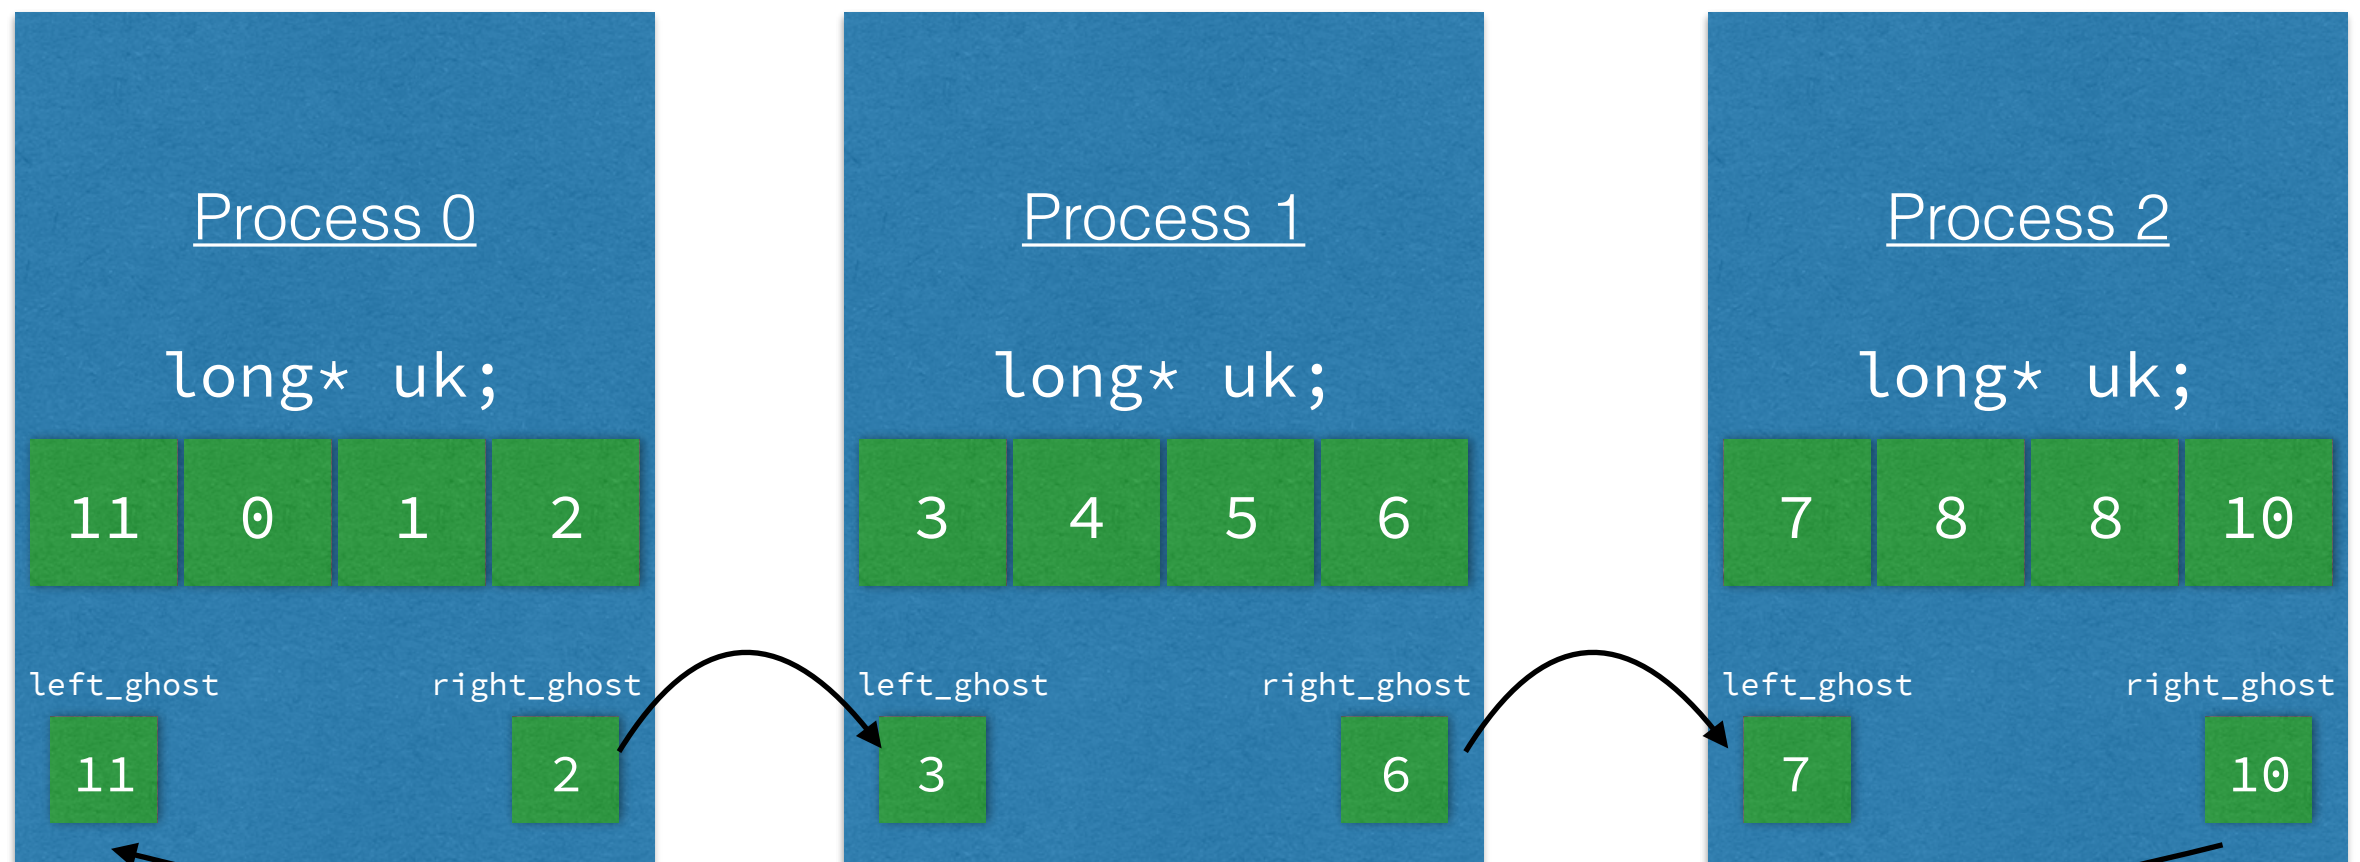 Process 0
long* uk;
11 0 1 2
left_ghost right_ghost
11 2
Process 1
long* uk;
3 4 5 6
left_ghost right_ghost
3 6
Process 2
long* uk;
7 8 8 10
left_ghost right_ghost
7 10